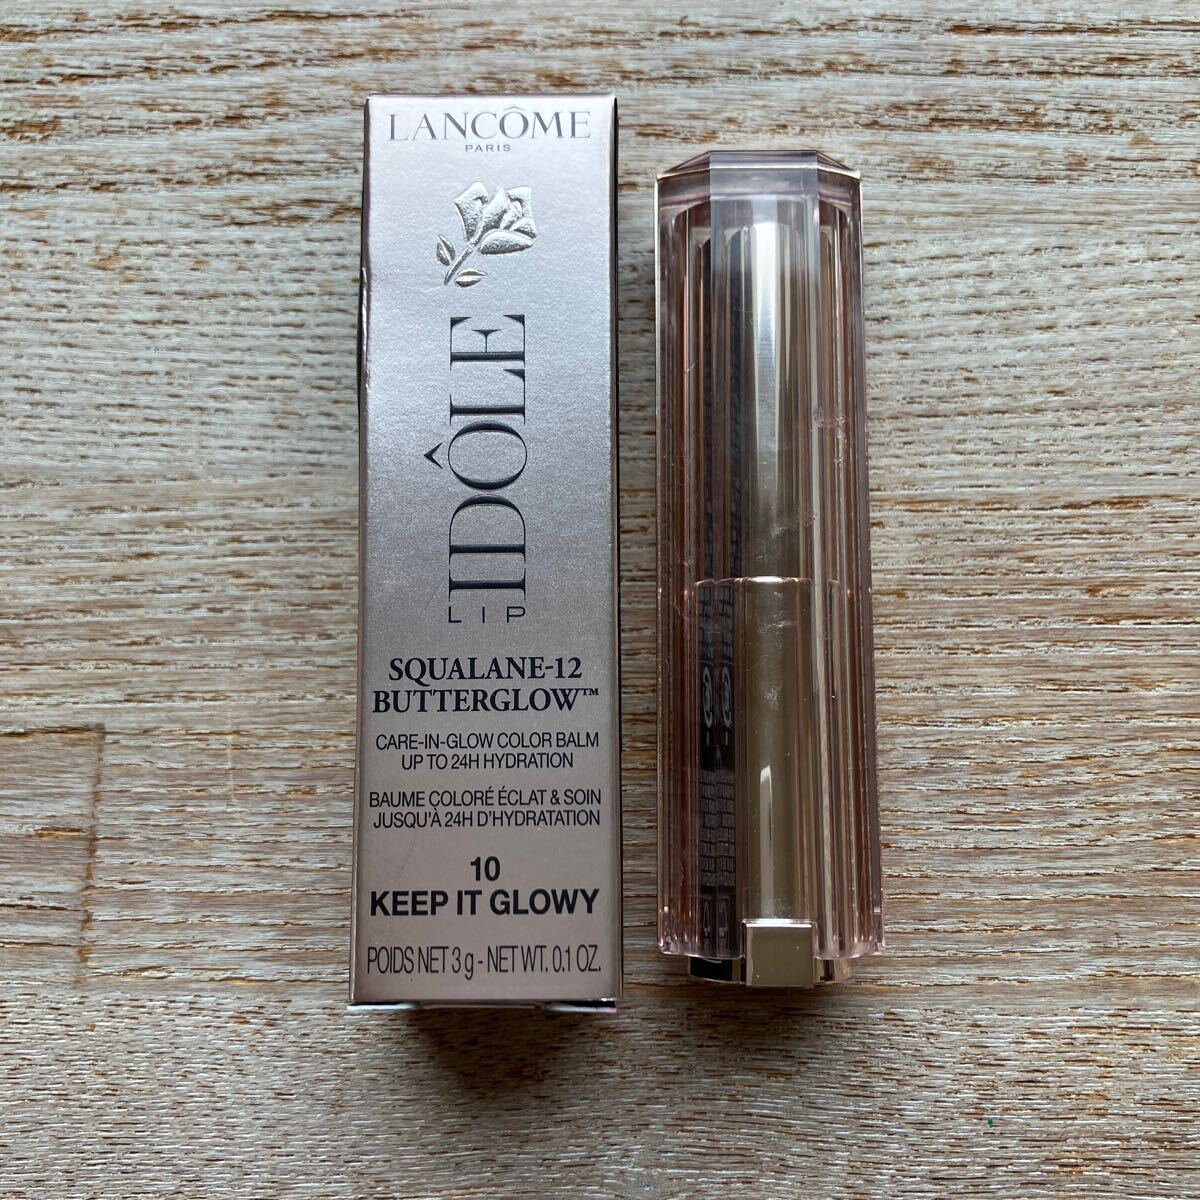 LANCÔME
PARIS
LIP IDÔLE
SQUALANE-12
BUTTERGLOW™
CARE-IN-GLOW COLOR BALM
UP TO 24H HYDRATION
BAUME COLORÉ ÉCLAT & SOIN
JUSQU'À 24H D'HYDRATATION
10
KEEP IT GLOWY
POIDS NET 3 g - NET WT. 0.1 OZ.